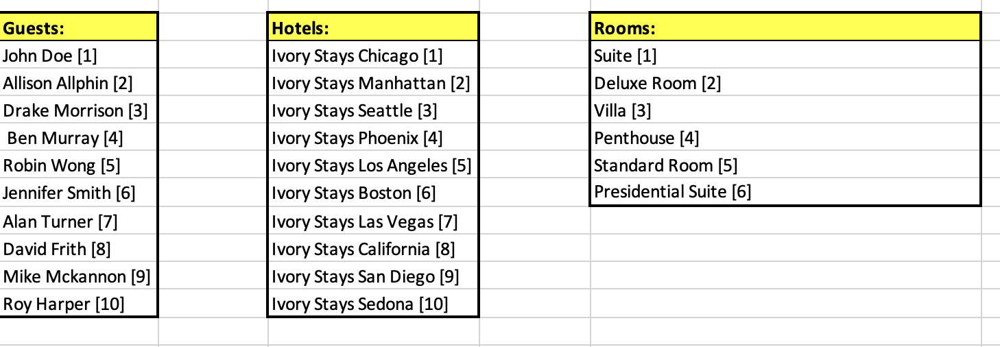 Guests:
John Doe [1]
Allison Allphin [2]
Drake Morrison [3]
Ben Murray [4]
Robin Wong [5]
Jennifer Smith [6]
Alan Turner [7]
David Frith [8]
Mike Mckannon [9]
Roy Harper [10]
Hotels:
Ivory Stays Chicago [1]
Ivory Stays Manhattan [2]
Ivory Stays Seattle [3]
Ivory Stays Phoenix [4]
Ivory Stays Los Angeles [5]
Ivory Stays Boston [6]
Ivory Stays Las Vegas [7]
Ivory Stays California [8]
Ivory Stays San Diego [9]
Ivory Stays Sedona [10]
Rooms:
Suite [1]
Deluxe Room [2]
Villa [3]
Penthouse [4]
Standard Room [5]
Presidential Suite [6]